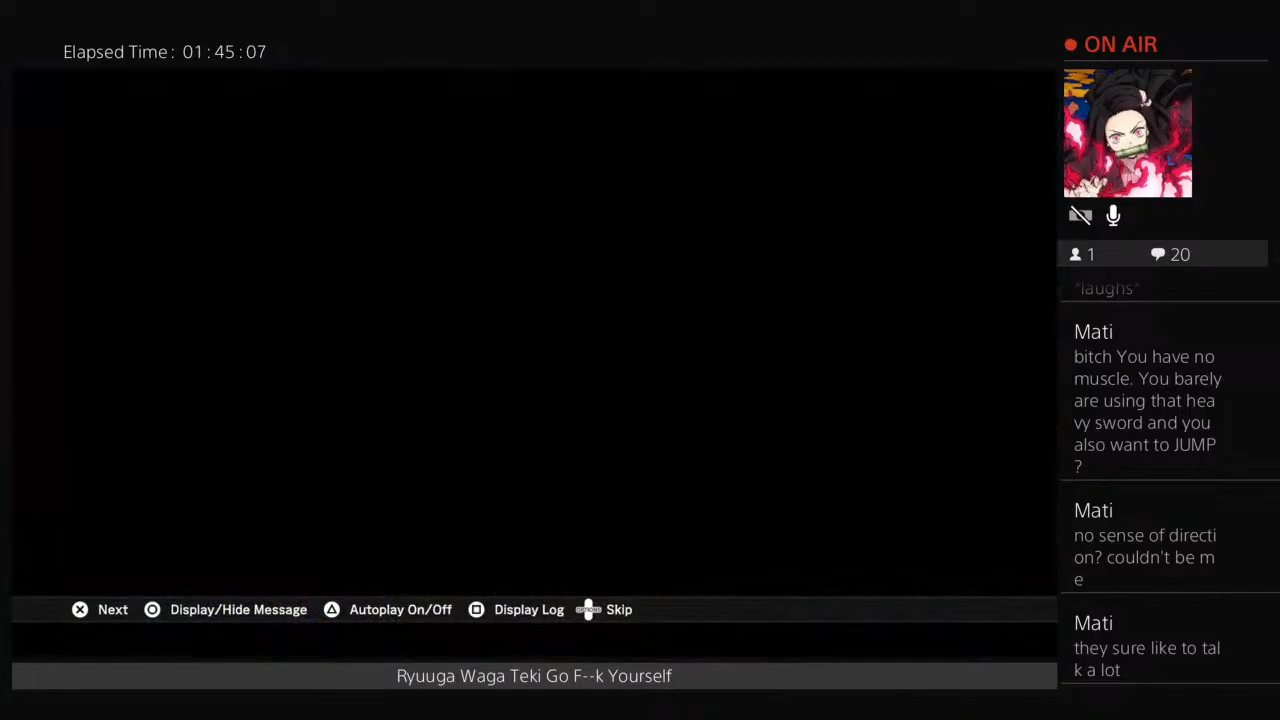 Elapsed Time: 01:45:07
ON AIR
1 20
*laughs*
Mati
bitch You have no
muscle. You barely
are using that hea
vy sword and you
also want to JUMP
?
Mati
no sense of directi
on? couldn't be m
e
Mati
they sure like to tal
k a lot
Next Display/Hide Message Autoplay On/Off Display Log OPTIONS Skip
Ryuuga Waga Teki Go F--k Yourself